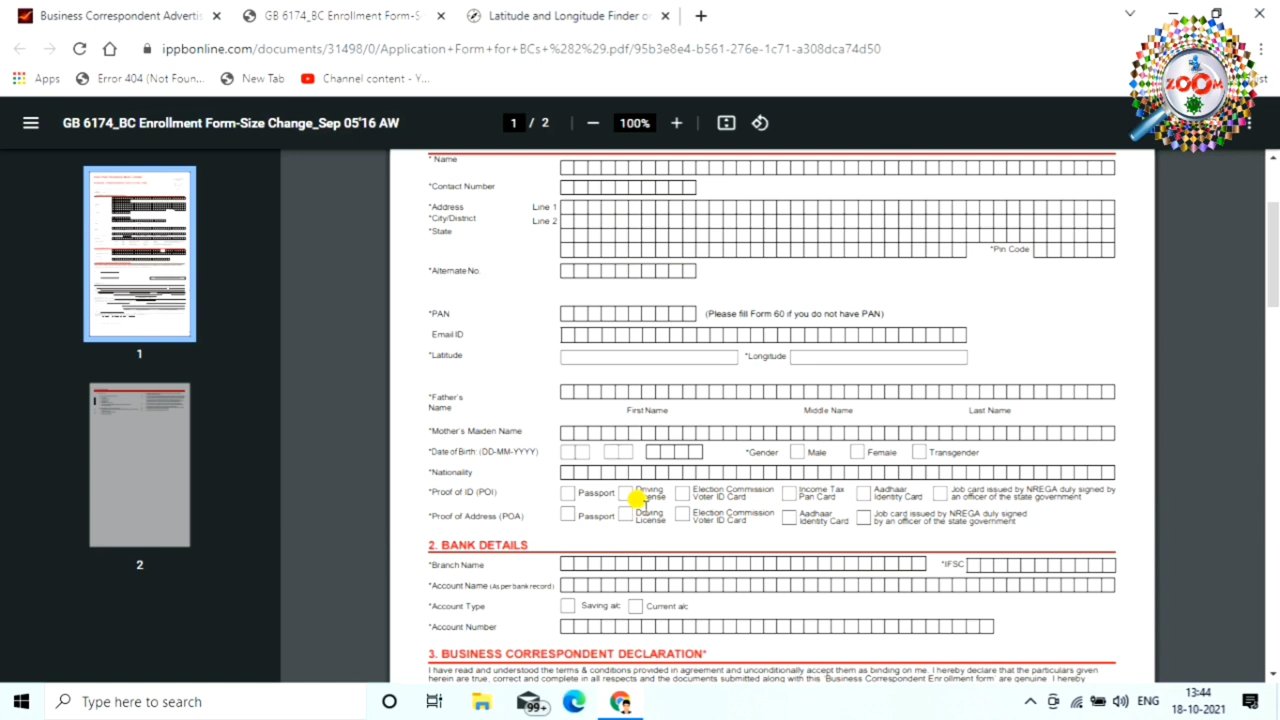 Business Correspondent Adverti
GB 6174_BC Enrollment Form-S
Latitude and Longitude Finder o
ippbonline.com/documents/31498/0/Application+Form+for+BCs+%282%29.pdf/95b3e8e4-b561-276e-1c71-a308dca74d50
Apps
Error 404 (Not Foun...
New Tab
Channel content - Y...
ZOOM
GB 6174_BC Enrollment Form-Size Change_Sep 05'16 AW
1 / 2
100%
* Name
*Contact Number
*Address Line 1
*City/District Line 2
*State
*Pin Code
*Alternate No.
*PAN (Please fill Form 60 if you do not have PAN)
Email ID
*Latitude *Longitude
*Father's
Name
First Name Middle Name Last Name
*Mother's Maiden Name
*Date of Birth: (DD-MM-YYYY) *Gender Male Female Transgender
*Nationality
*Proof of ID (POI) Passport Driving License Election Commission Voter ID Card Income Tax Pan Card Aadhaar Identity Card Job card issued by NREGA duly signed by an officer of the state government
*Proof of Address (POA) Passport Driving License Election Commission Voter ID Card Aadhaar Identity Card Job card issued by NREGA duly signed by an officer of the state government
2. BANK DETAILS
*Branch Name *IFSC
*Account Name (As per bank record)
*Account Type Saving a/c Current a/c
*Account Number
3. BUSINESS CORRESPONDENT DECLARATION*
I have read and understood the terms & conditions provided in agreement and unconditionally accept them as binding on me. I hereby declare that the particulars given
herein are true, correct and complete in all respects and the documents submitted along with this 'Business Correspondent Enrollment form' are genuine. I hereby
1
2
Type here to search
99+
ENG
13:44
18-10-2021